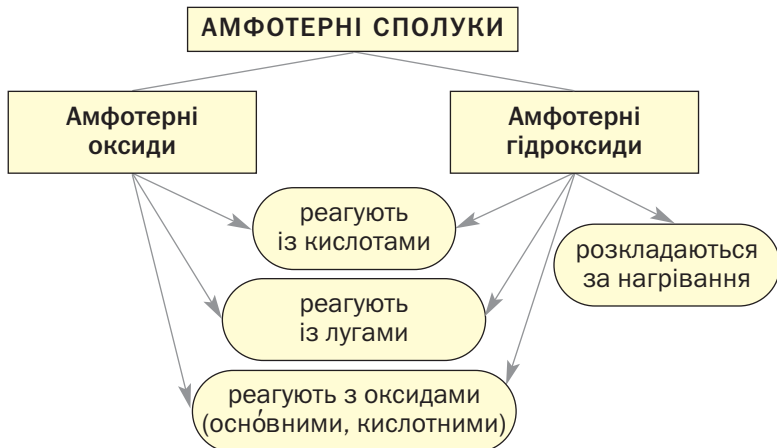 АМФОТЕРНІ СПОЛУКИ
Амфотерні
оксиди
Амфотерні
гідроксиди
реагують
із кислотами
розкладаються
за нагрівання
реагують
із лугами
реагують з оксидами
(осно́вними, кислотними)